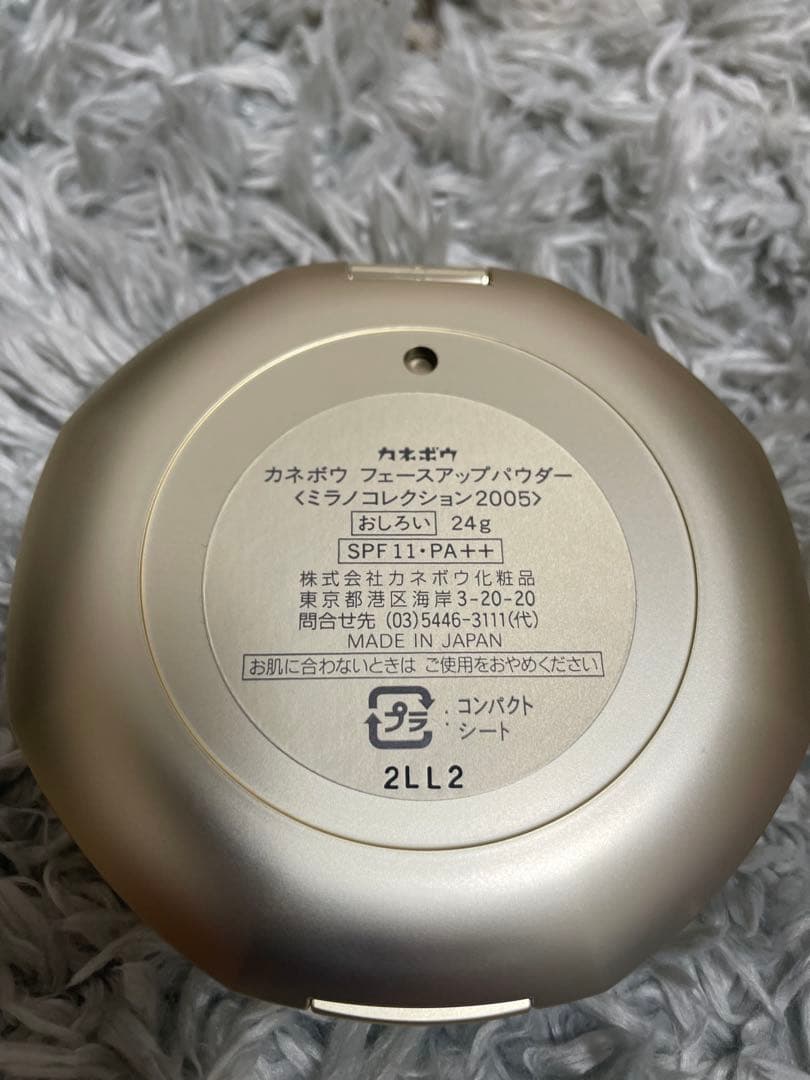 カネボウ
カネボウ フェースアップパウダー
〈ミラノコレクション2005〉
おしろい 24g
SPF11・PA++
株式会社カネボウ化粧品
東京都港区海岸3-20-20
問合せ先 (03)5446-3111(代)
MADE IN JAPAN
お肌に合わないときは ご使用をおやめください
プラ : コンパクト
: シート
2LL2